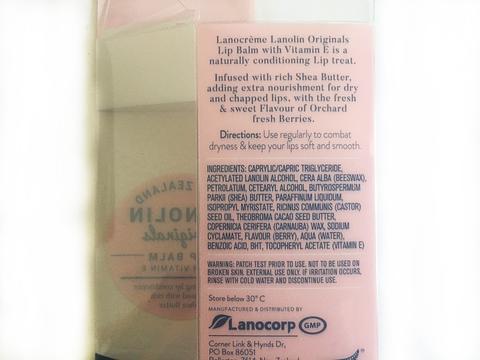 Lanocrème Lanolin Originals
Lip Balm with Vitamin E is a
naturally conditioning Lip treat.
Infused with rich Shea Butter,
adding extra nourishment for dry
and chapped lips, with the fresh
& sweet Flavour of Orchard
fresh Berries.
Directions: Use regularly to combat
dryness & keep your lips soft and smooth.
INGREDIENTS: CAPRYLIC/CAPRIC TRIGLYCERIDE,
ACETYLATED LANOLIN ALCOHOL, CERA ALBA (BEESWAX),
PETROLATUM, CETEARYL ALCOHOL, BUTYROSPERMUM
PARKII (SHEA) BUTTER, PARAFFINUM LIQUIDUM,
ISOPROPYL MYRISTATE, RICINUS COMMUNIS (CASTOR)
SEED OIL, THEOBROMA CACAO SEED BUTTER,
COPERNICIA CERIFERA (CARNAUBA) WAX, SODIUM
CYCLAMATE, FLAVOUR (BERRY), AQUA (WATER),
BENZOIC ACID, BHT, TOCOPHERYL ACETATE (VITAMIN E)
WARNING: PATCH TEST PRIOR TO USE. NOT TO BE USED ON
BROKEN SKIN. EXTERNAL USE ONLY. IF IRRITATION OCCURS,
RINSE WITH COLD WATER AND DISCONTINUE USE.
Store below 30° C
MANUFACTURED & DISTRIBUTED BY
Lanocorp GMP
Corner Link & Hynds Dr,
PO Box 86051
ZEALAND
NOLIN
iginals
P BALM
VITAMIN E